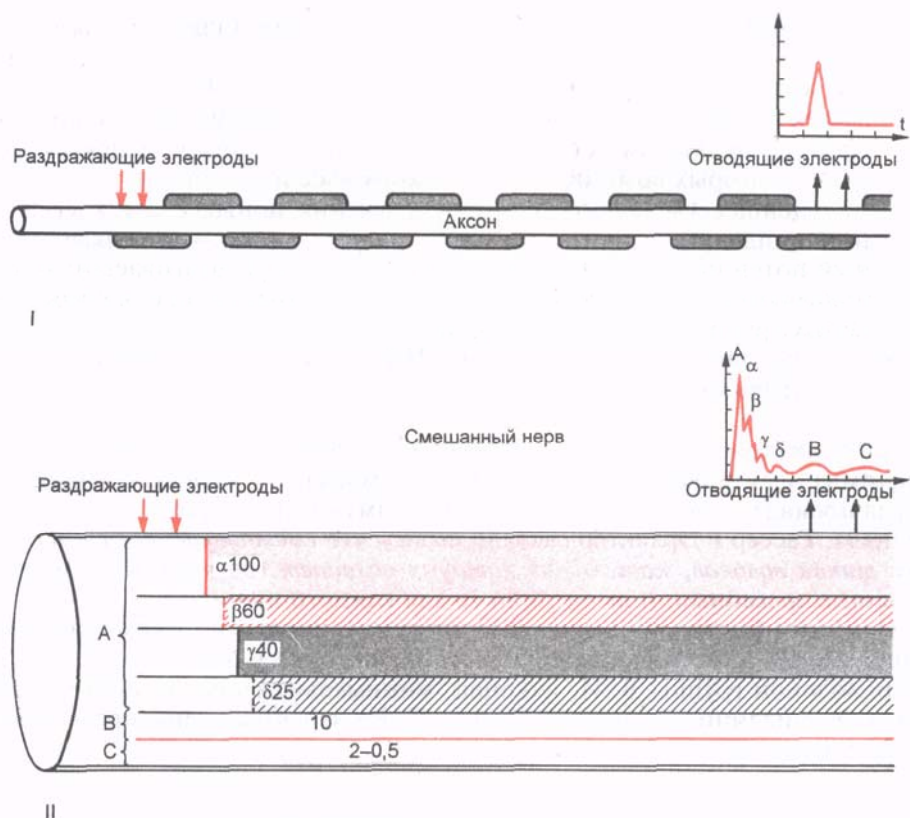 t
Раздражающие электроды
Отводящие электроды
Аксон
I
A α
β
γ
δ
B
C
Смешанный нерв
Раздражающие электроды
Отводящие электроды
α100
β60
A
γ40
δ25
B
10
C
2–0,5
II